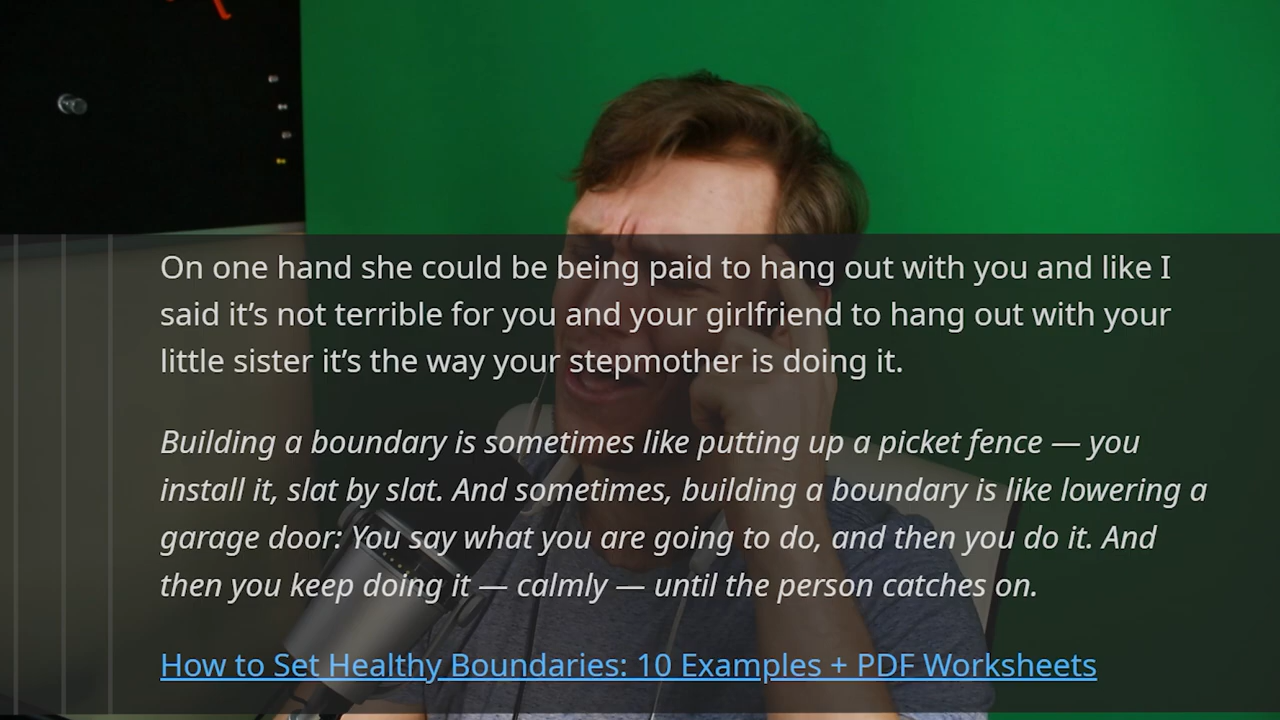 On one hand she could be being paid to hang out with you and like I
said it’s not terrible for you and your girlfriend to hang out with your
little sister it’s the way your stepmother is doing it.
Building a boundary is sometimes like putting up a picket fence — you
install it, slat by slat. And sometimes, building a boundary is like lowering a
garage door: You say what you are going to do, and then you do it. And
then you keep doing it — calmly — until the person catches on.
How to Set Healthy Boundaries: 10 Examples + PDF Worksheets